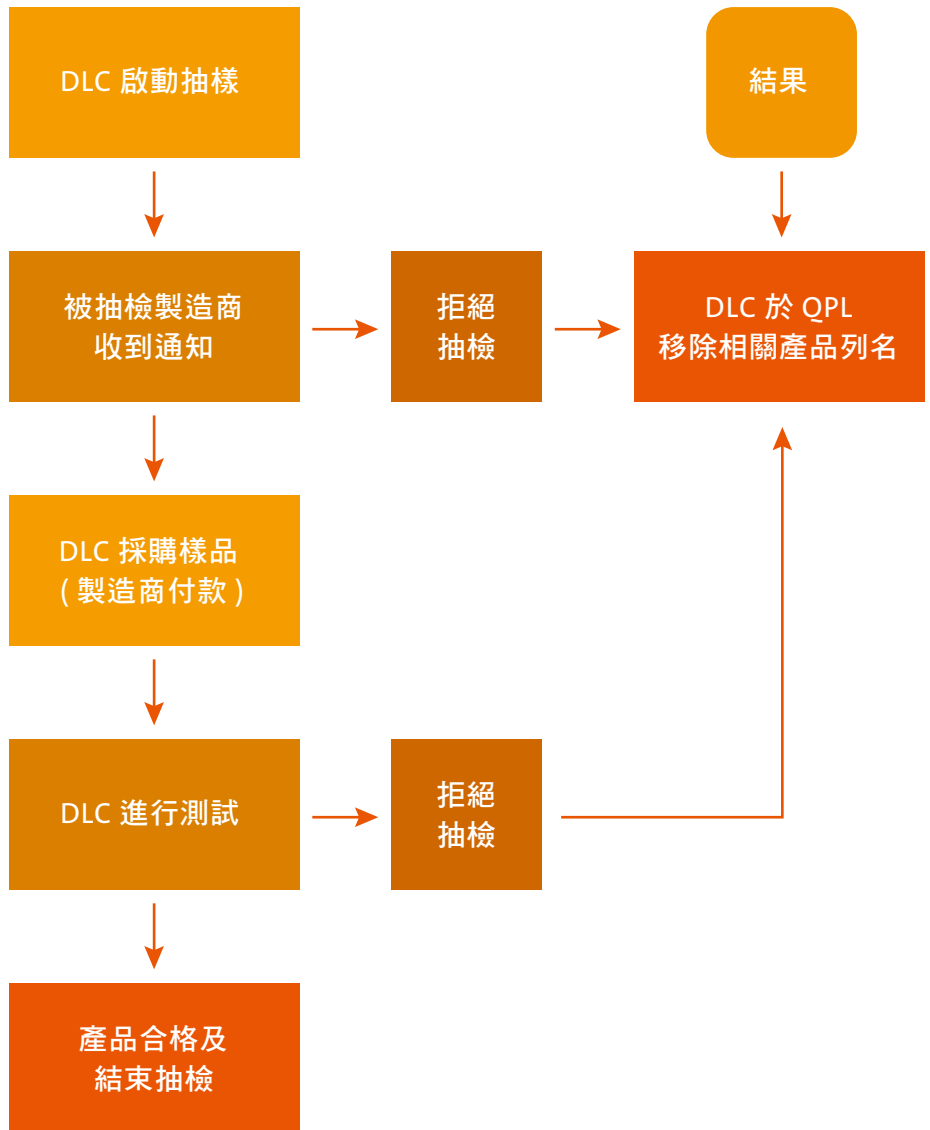 DLC 啟動抽樣
結果
被抽檢製造商
收到通知
拒絕
抽檢
DLC 於 QPL
移除相關產品列名
DLC 採購樣品
( 製造商付款 )
DLC 進行測試
拒絕
抽檢
產品合格及
結束抽檢